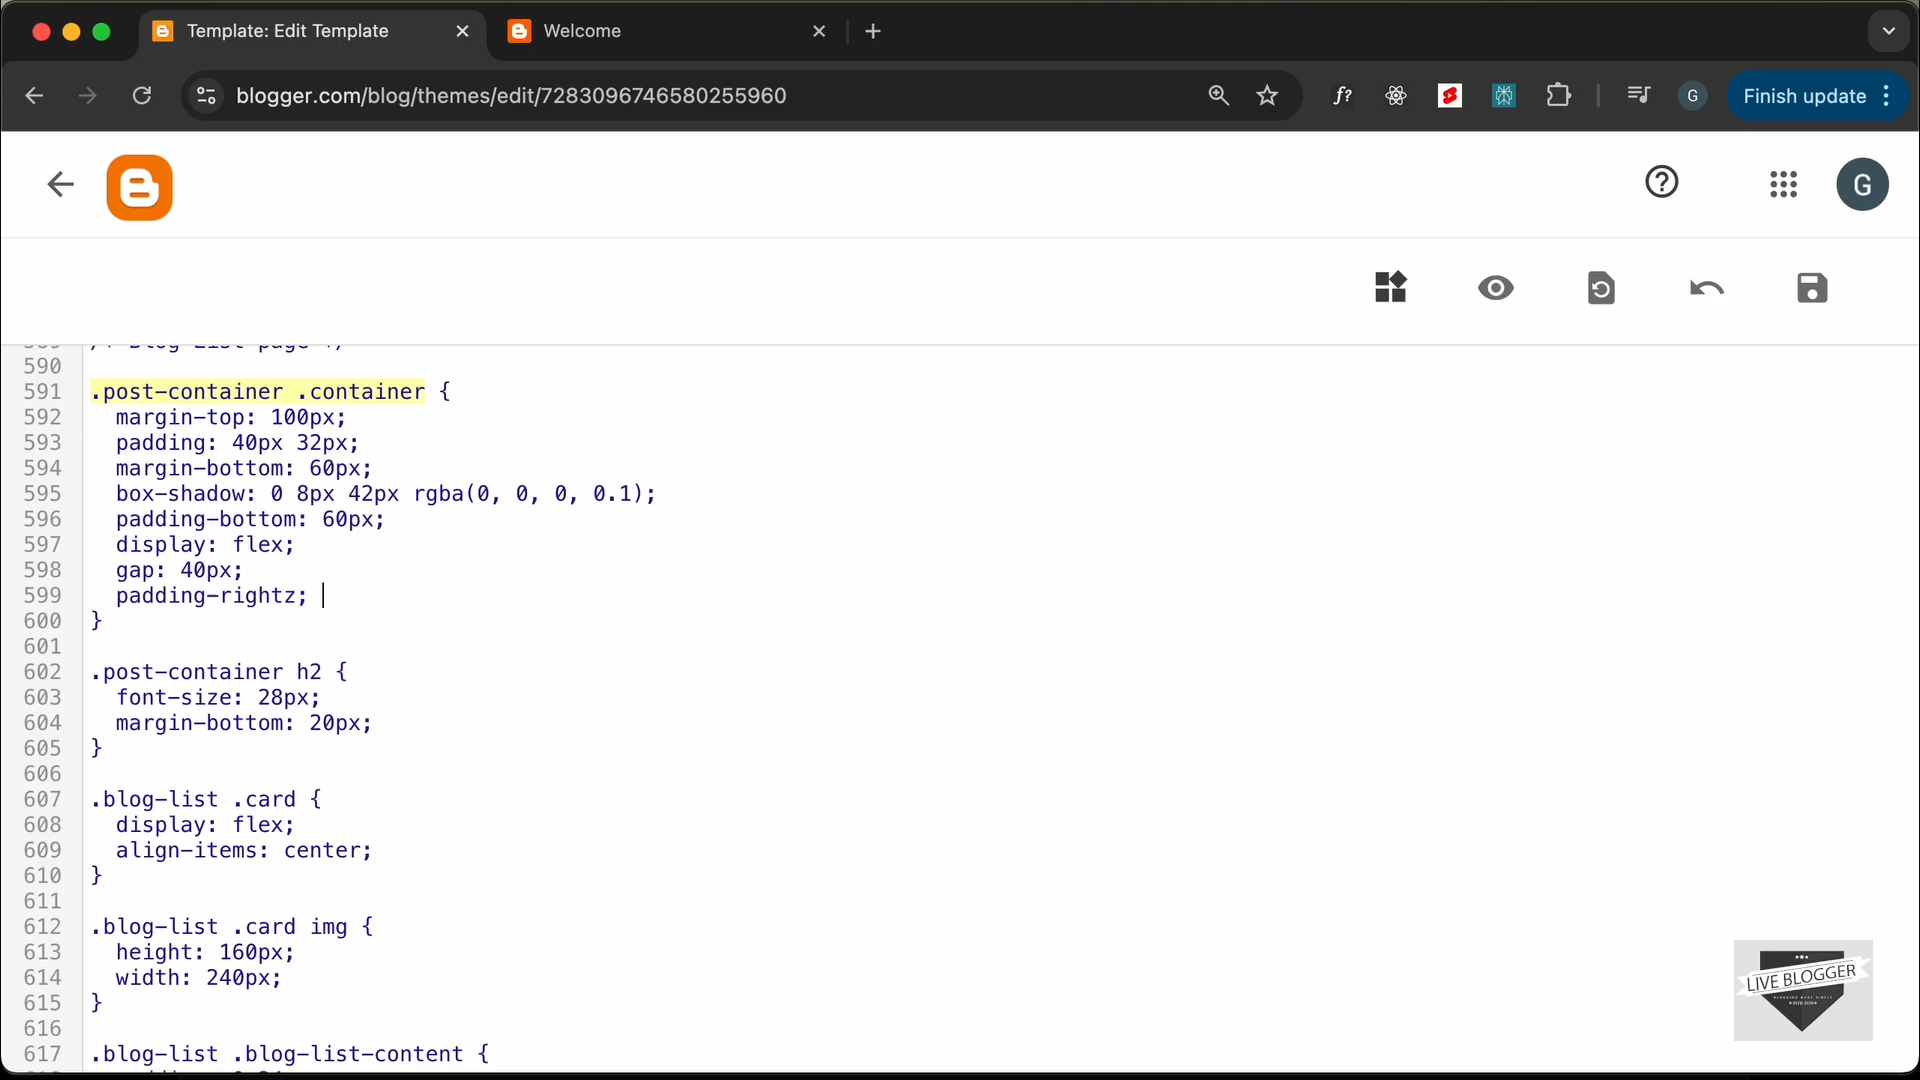 Template: Edit Template
Welcome
blogger.com/blog/themes/edit/7283096746580255960
f?
G
Finish update
G
590
591 .post-container .container {
592 margin-top: 100px;
593 padding: 40px 32px;
594 margin-bottom: 60px;
595 box-shadow: 0 8px 42px rgba(0, 0, 0, 0.1);
596 padding-bottom: 60px;
597 display: flex;
598 gap: 40px;
599 padding-rightz;
600 }
601
602 .post-container h2 {
603 font-size: 28px;
604 margin-bottom: 20px;
605 }
606
607 .blog-list .card {
608 display: flex;
609 align-items: center;
610 }
611
612 .blog-list .card img {
613 height: 160px;
614 width: 240px;
615 }
616
617 .blog-list .blog-list-content {
LIVE BLOGGER